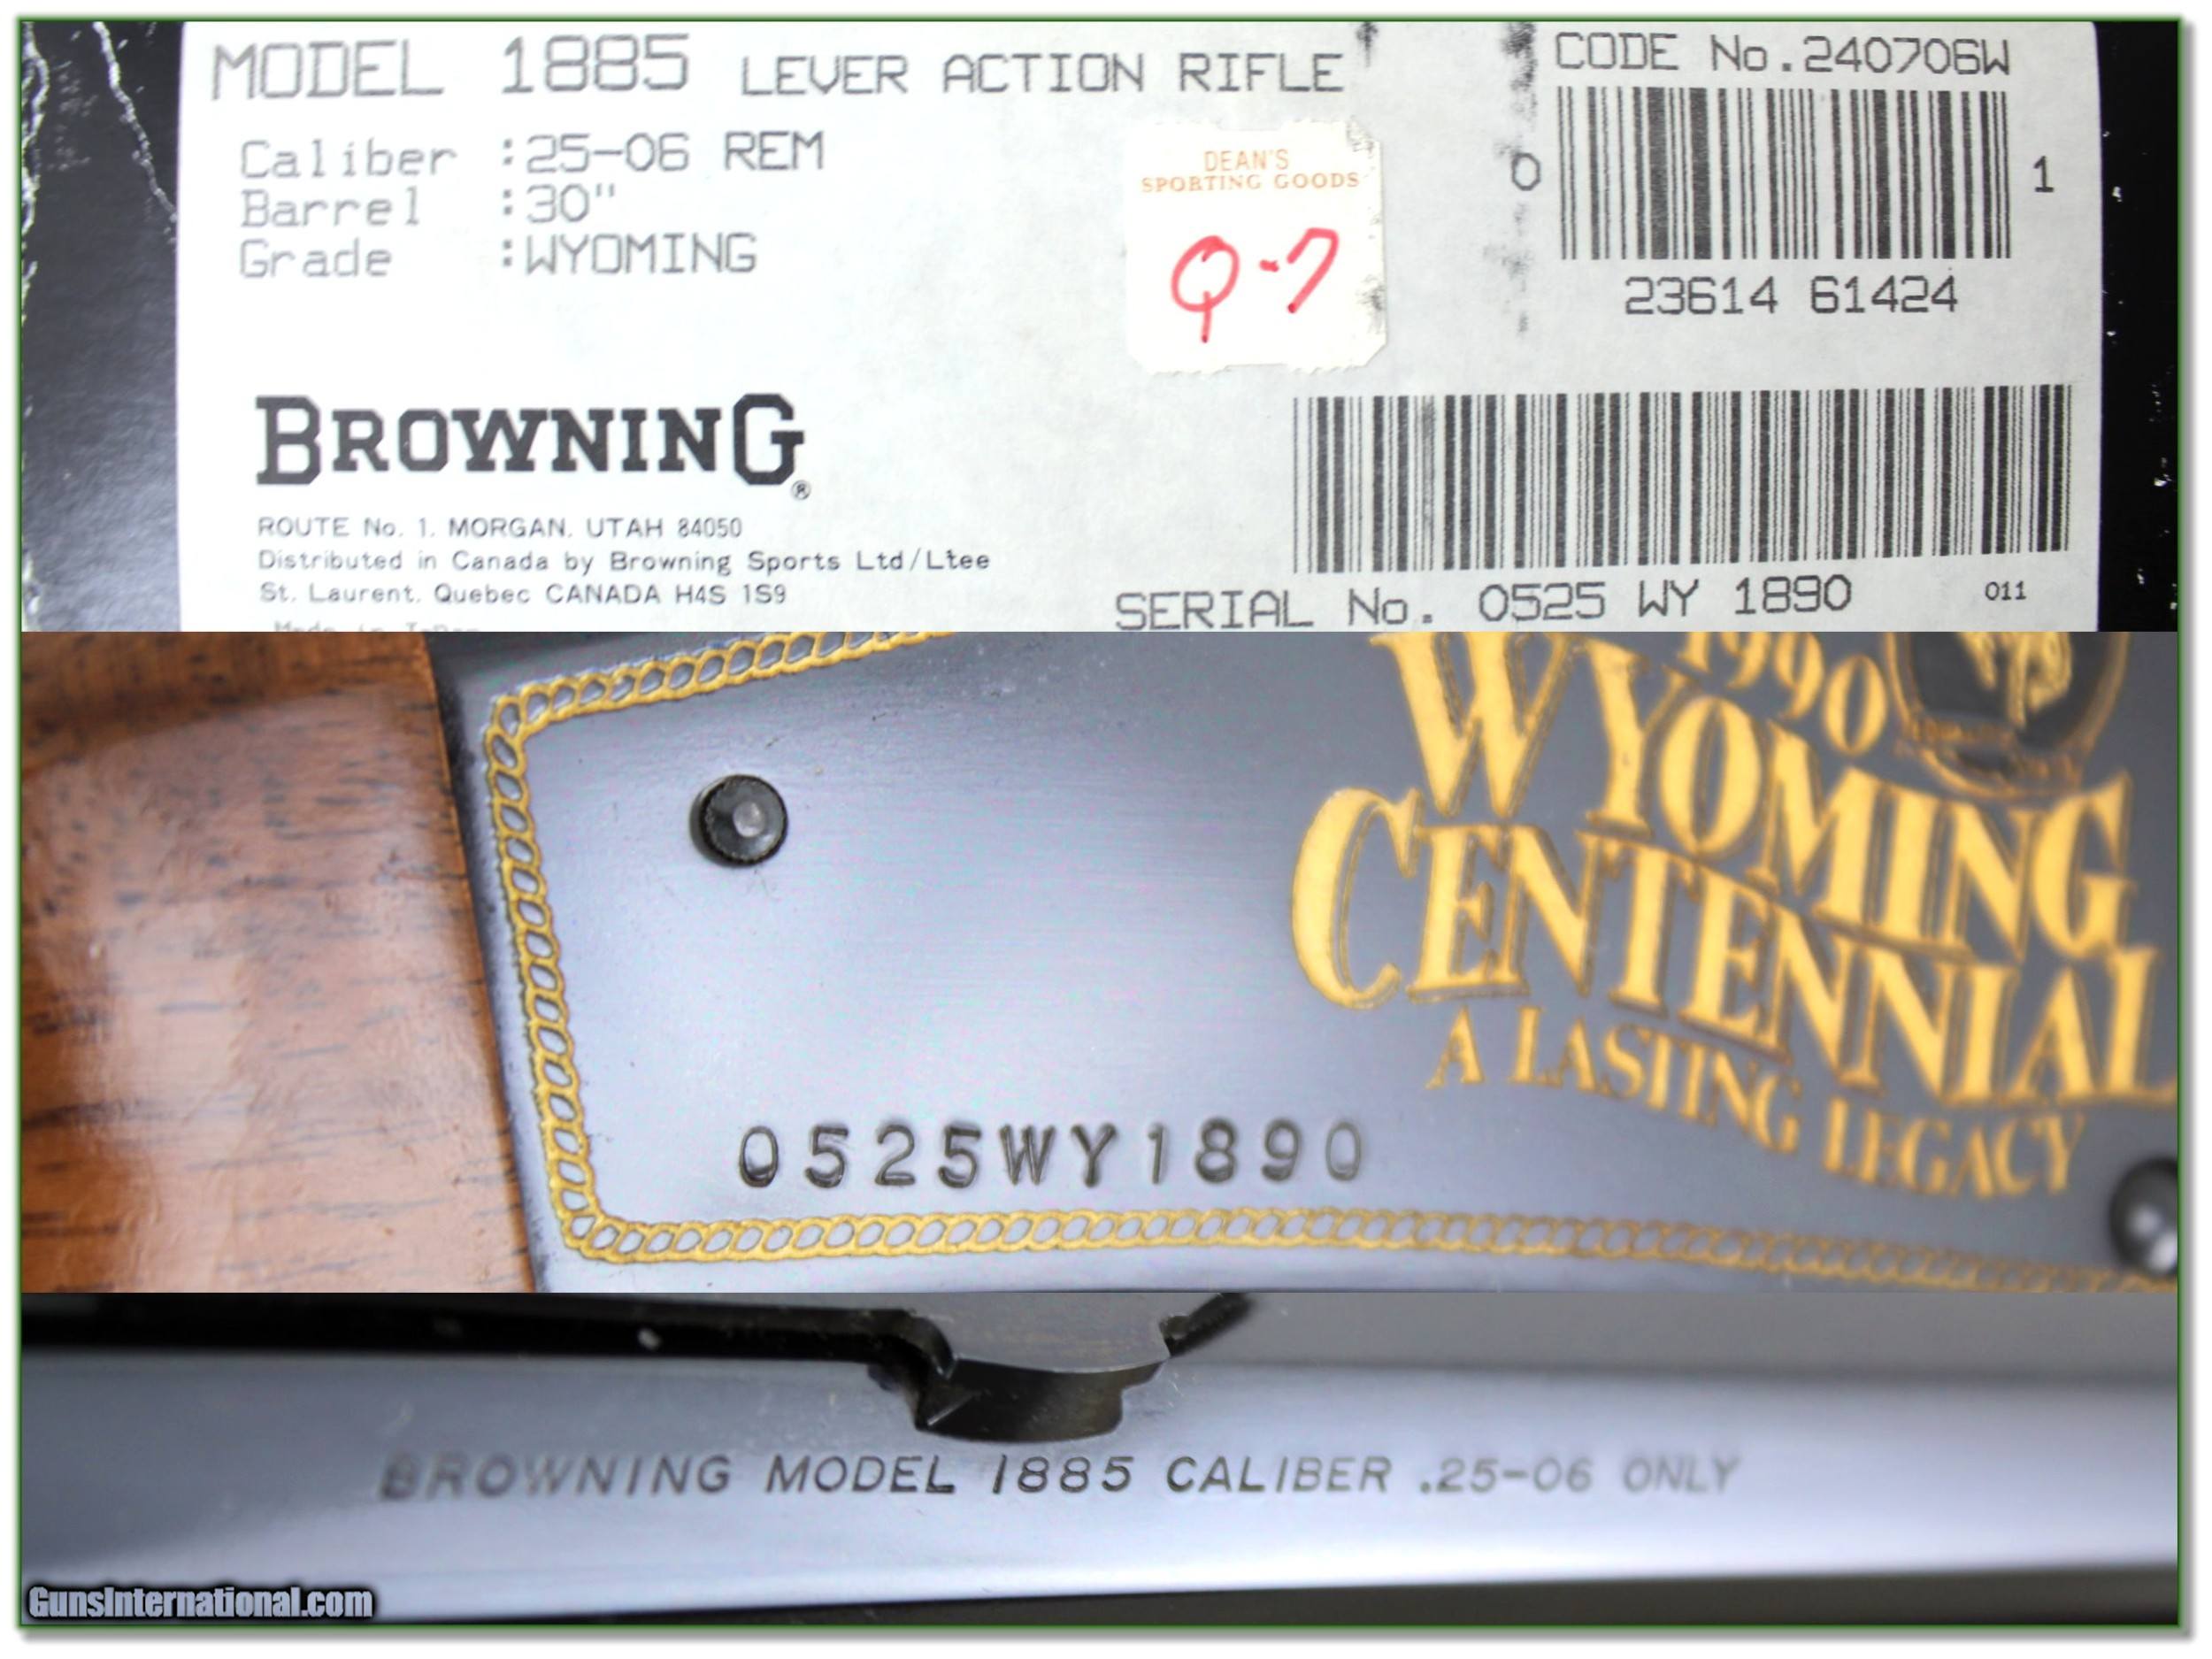 MODEL 1885 LEVER ACTION RIFLE
CODE No.240706W
Caliber :25-06 REM
Barrel :30"
Grade :WYOMING
DEAN'S
SPORTING GOODS
Q-7
0 1
23614 61424
BROWNING®
ROUTE No. 1, MORGAN, UTAH 84050
Distributed in Canada by Browning Sports Ltd/Ltee
St. Laurent, Quebec CANADA H4S 1S9
SERIAL No. 0525 WY 1890 011
1990
WYOMING
CENTENNIAL
A LASTING LEGACY
0525WY1890
BROWNING MODEL 1885 CALIBER .25-06 ONLY
GunsInternational.com